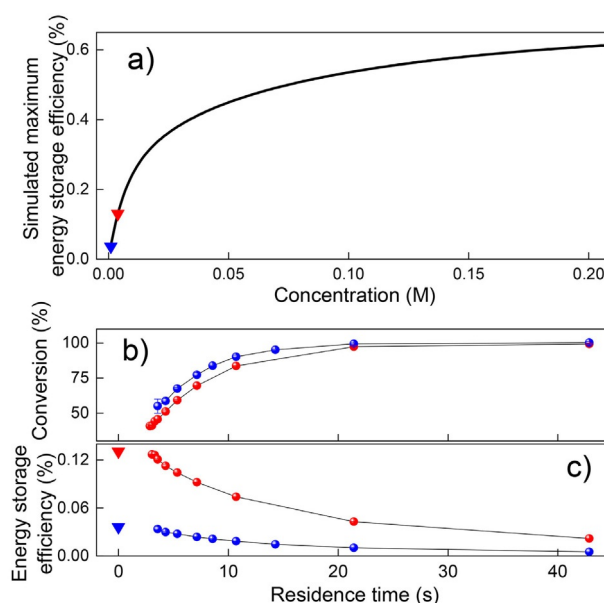 Simulated maximum
energy storage efficiency (%)
a)
0.6
0.4
0.2
0.0
0.00 0.05 0.10 0.15 0.20
Concentration (M)
Conversion (%)
b)
100
75
50
Energy storage
efficiency (%)
c)
0.12
0.06
0.00
0 10 20 30 40
Residence time (s)